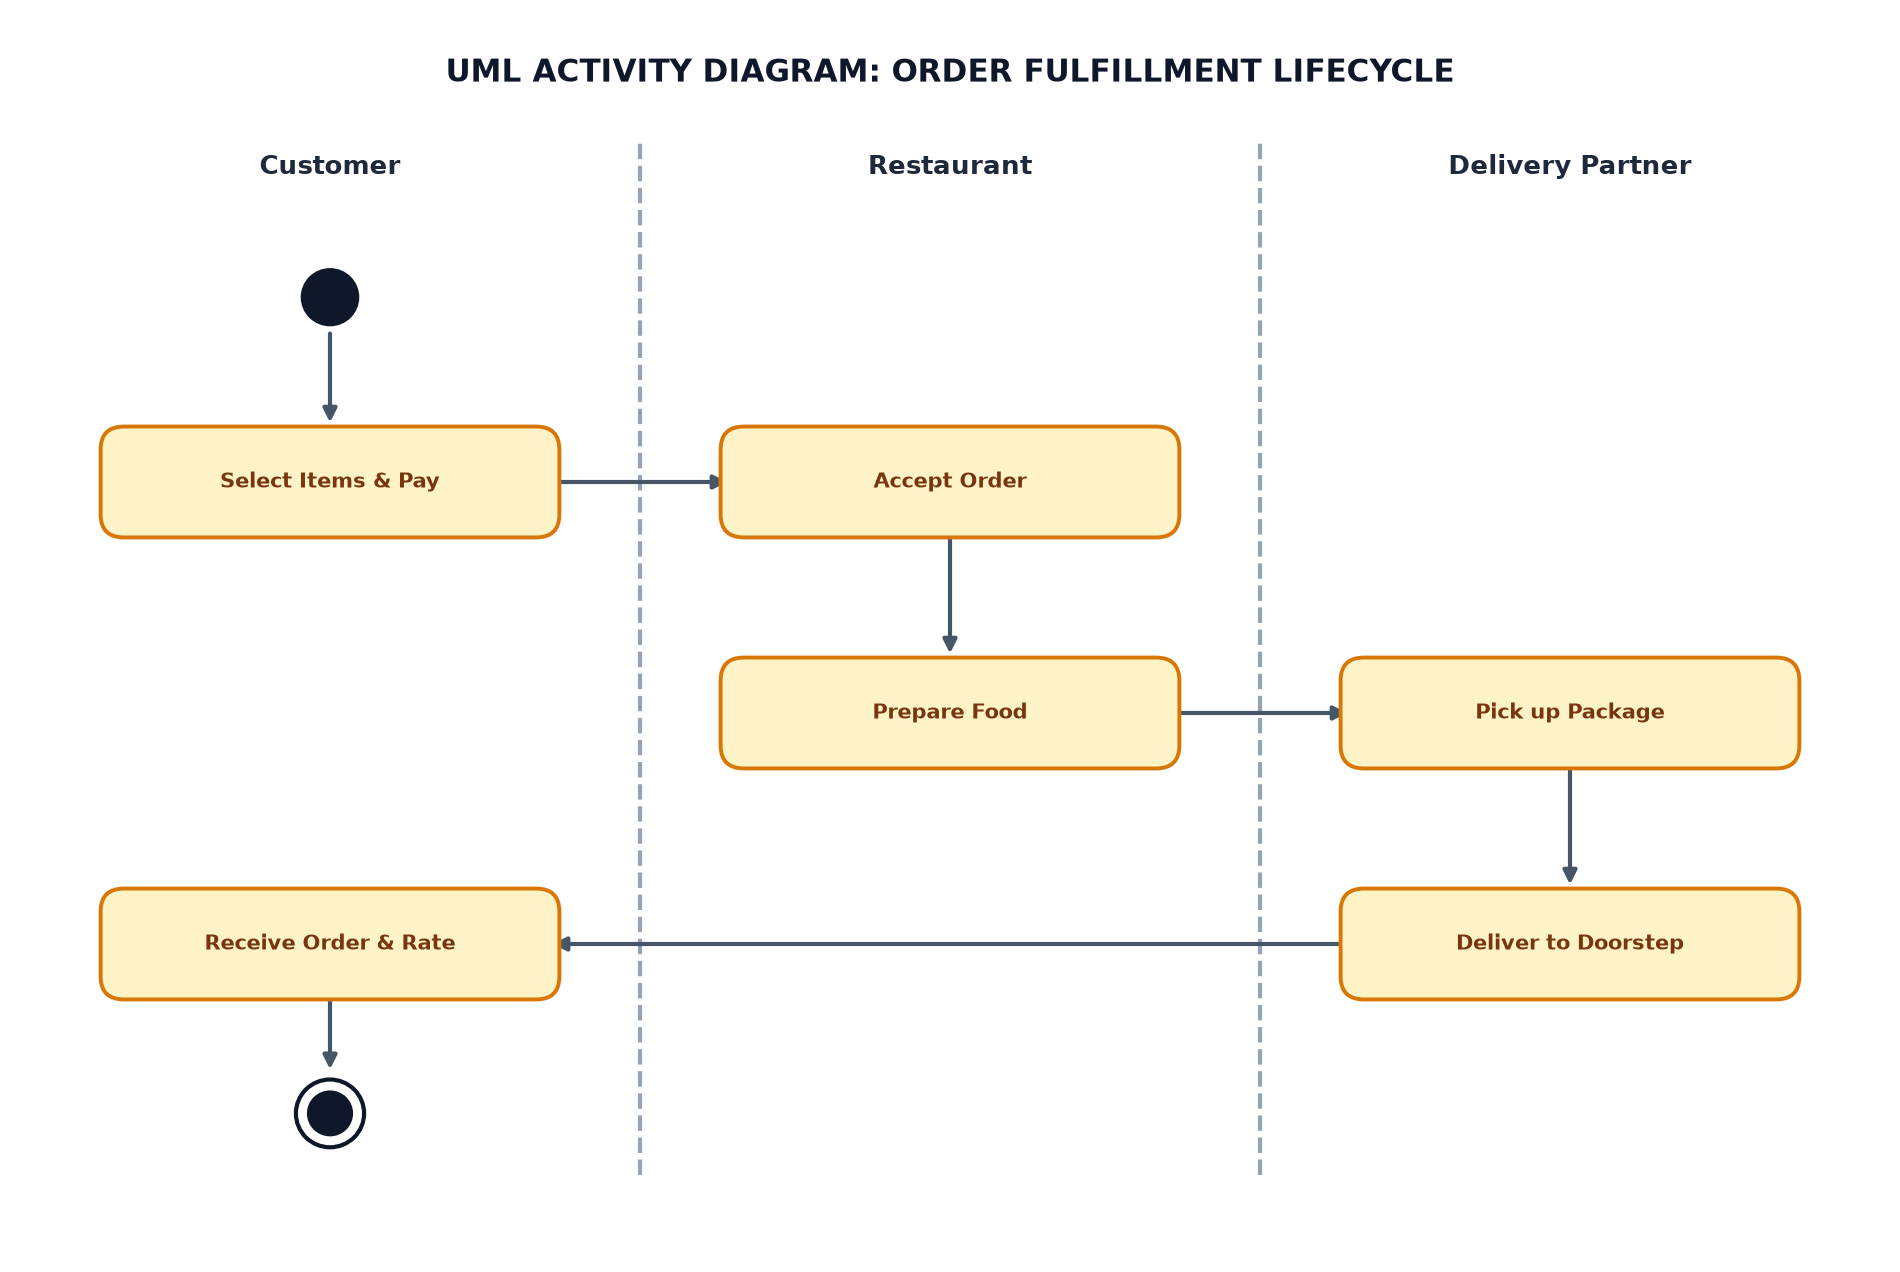 UML ACTIVITY DIAGRAM: ORDER FULFILLMENT LIFECYCLE
Customer
Restaurant
Delivery Partner
Select Items & Pay
Accept Order
Prepare Food
Pick up Package
Receive Order & Rate
Deliver to Doorstep